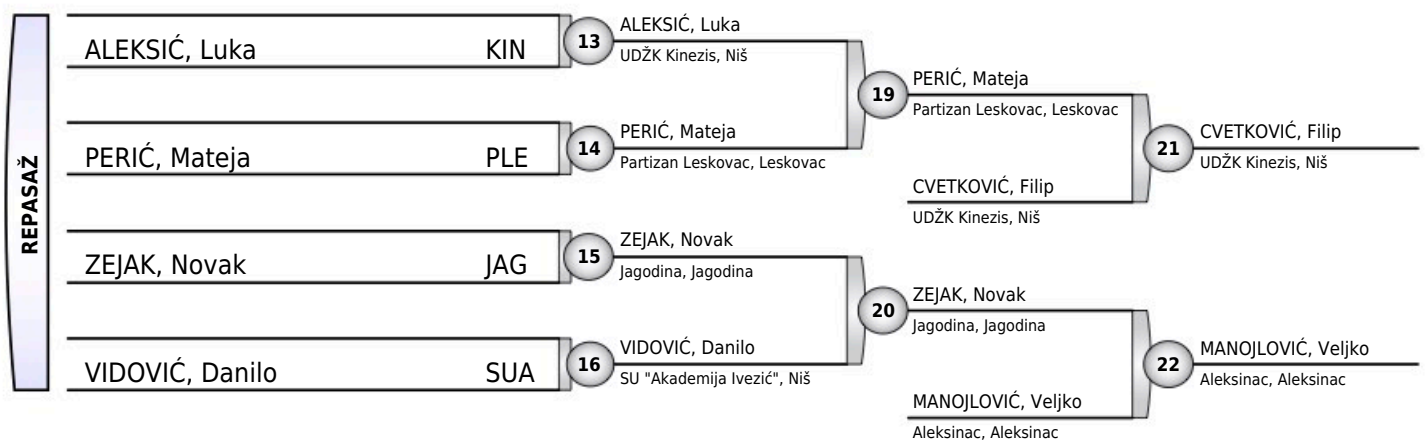 REPASAŽ
ALEKSIĆ, Luka KIN
13
ALEKSIĆ, Luka
UDŽK Kinezis, Niš
PERIĆ, Mateja PLE
14
PERIĆ, Mateja
Partizan Leskovac, Leskovac
19
PERIĆ, Mateja
Partizan Leskovac, Leskovac
CVETKOVIĆ, Filip
UDŽK Kinezis, Niš
21
CVETKOVIĆ, Filip
UDŽK Kinezis, Niš
ZEJAK, Novak JAG
15
ZEJAK, Novak
Jagodina, Jagodina
VIDOVIĆ, Danilo SUA
16
VIDOVIĆ, Danilo
SU "Akademija Ivezić", Niš
20
ZEJAK, Novak
Jagodina, Jagodina
MANOJLOVIĆ, Veljko
Aleksinac, Aleksinac
22
MANOJLOVIĆ, Veljko
Aleksinac, Aleksinac